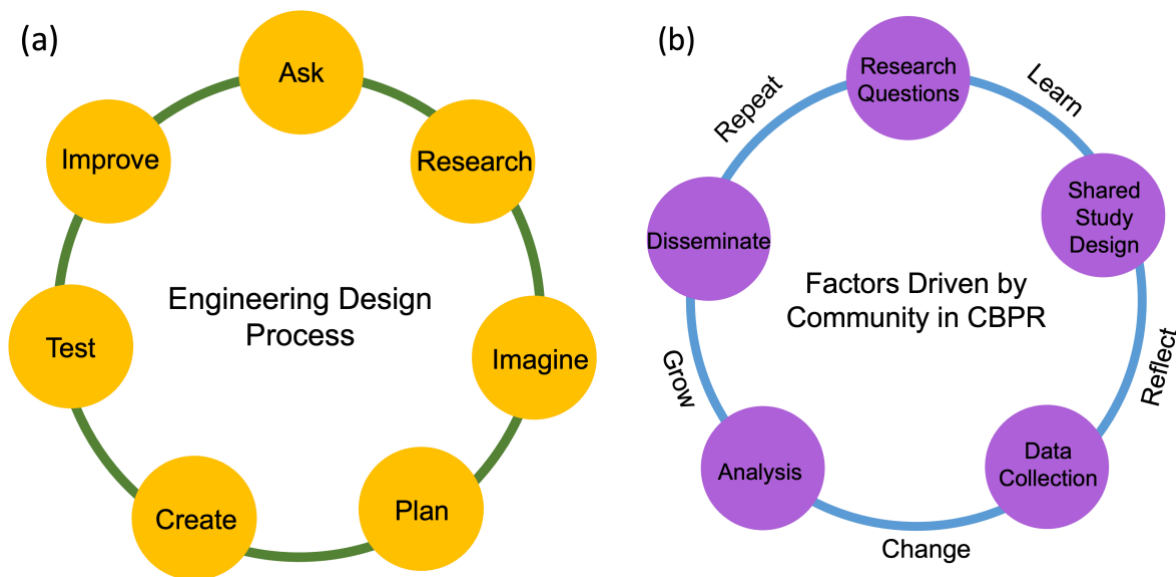 (a)
Ask
Research
Imagine
Plan
Create
Test
Improve
Engineering Design
Process
(b)
Research
Questions
Learn
Shared
Study
Design
Reflect
Data
Collection
Change
Analysis
Grow
Disseminate
Repeat
Factors Driven by
Community in CBPR